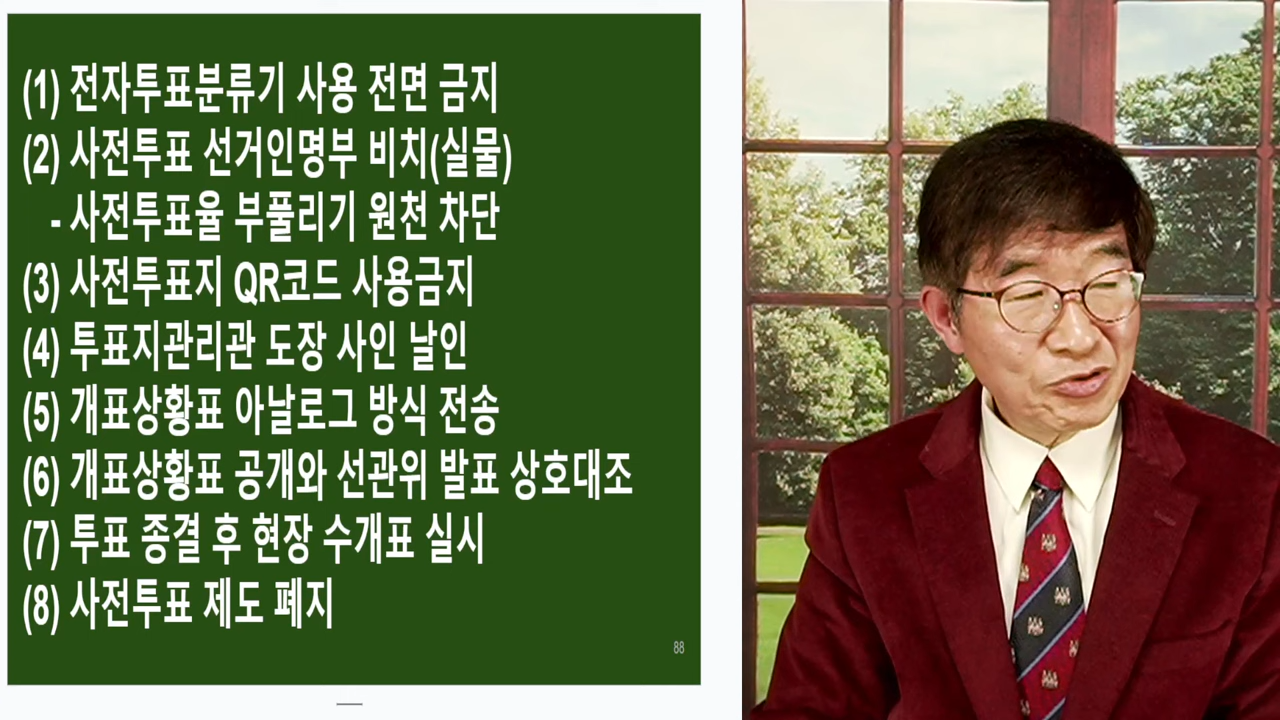 (1) 전자투표분류기 사용 전면 금지
(2) 사전투표 선거인명부 비치(실물)
- 사전투표율 부풀리기 원천 차단
(3) 사전투표지 QR코드 사용금지
(4) 투표지관리관 도장 사인 날인
(5) 개표상황표 아날로그 방식 전송
(6) 개표상황표 공개와 선관위 발표 상호대조
(7) 투표 종결 후 현장 수개표 실시
(8) 사전투표 제도 폐지
88